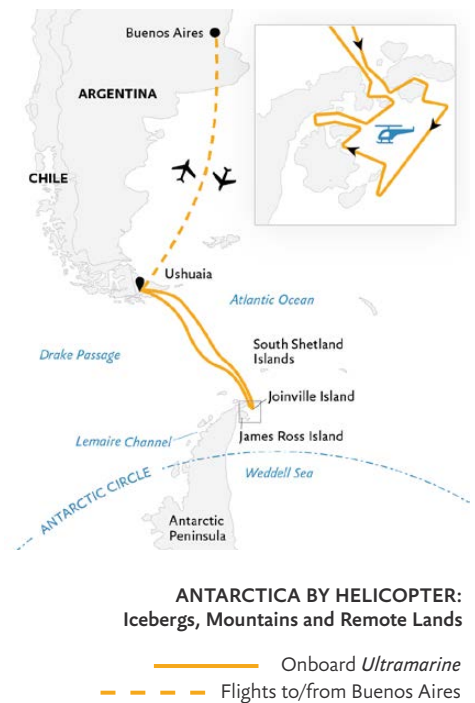 Buenos Aires
ARGENTINA
CHILE
Ushuaia
Atlantic Ocean
Drake Passage
South Shetland
Islands
Joinville Island
James Ross Island
Lemaire Channel
Weddell Sea
ANTARCTIC CIRCLE
Antarctic
Peninsula
ANTARCTICA BY HELICOPTER:
Icebergs, Mountains and Remote Lands
Onboard Ultramarine
Flights to/from Buenos Aires